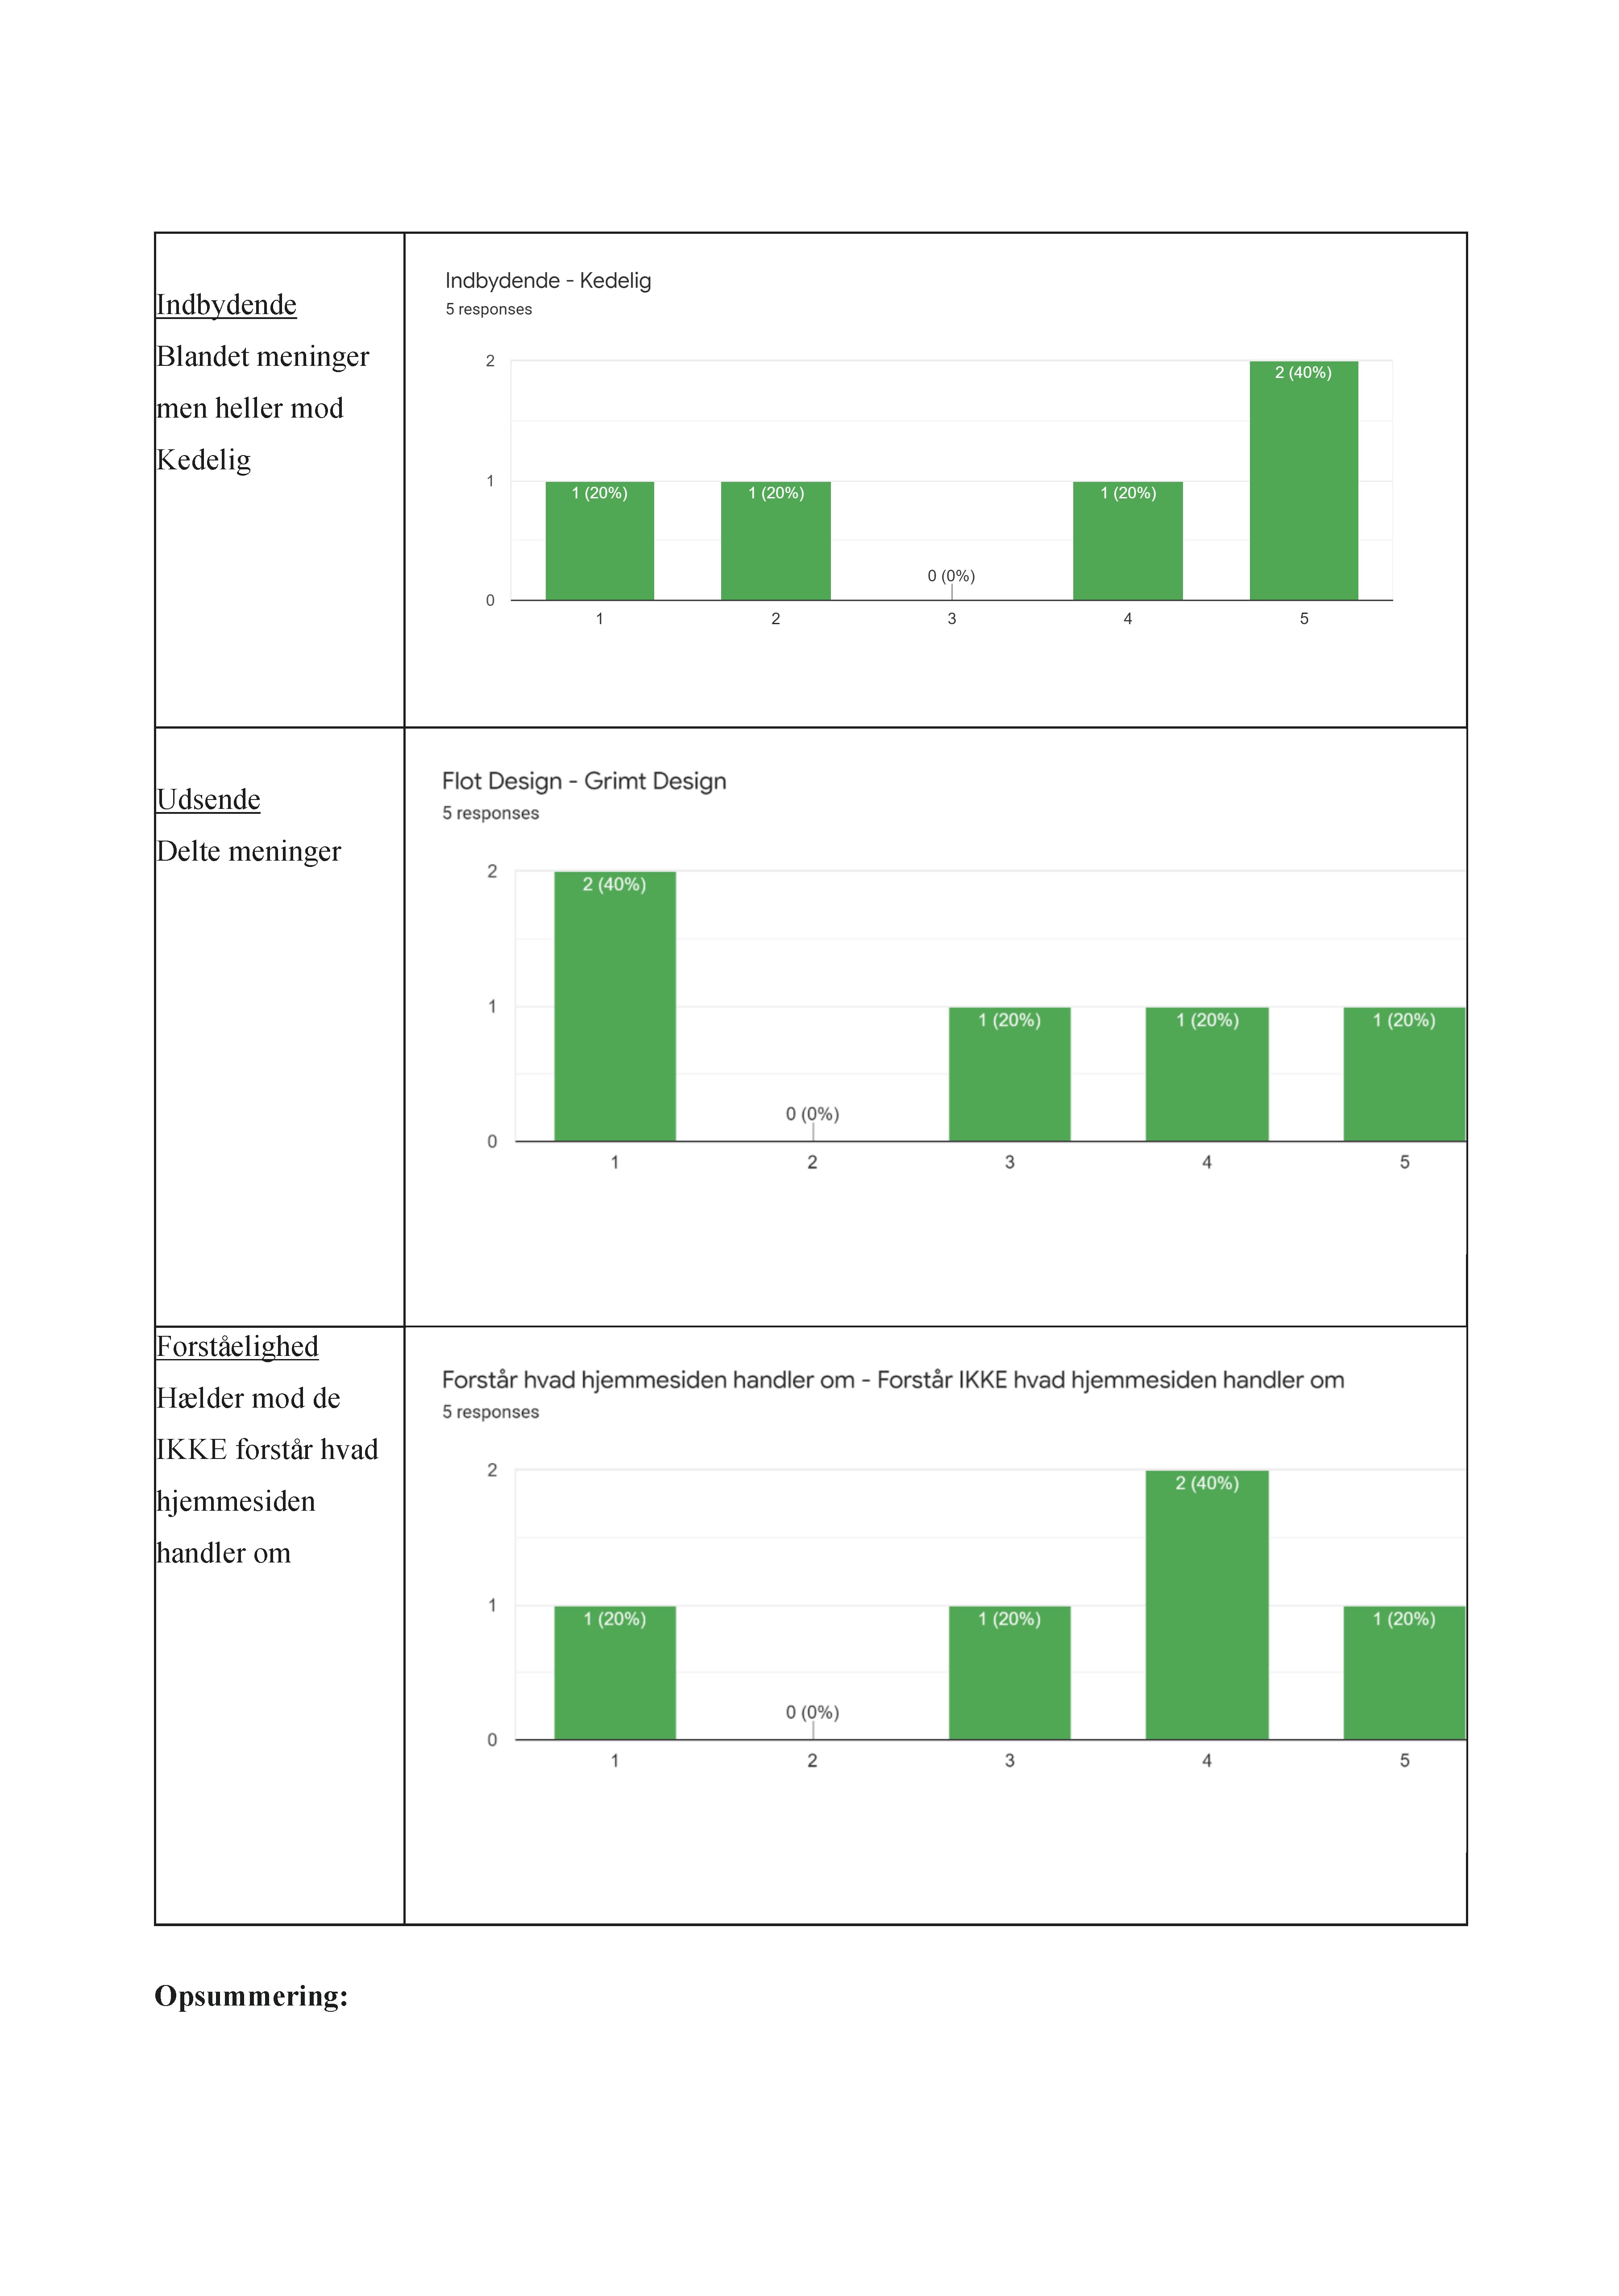 Indbydende
Blandet meninger
men heller mod
Kedelig
Indbydende - Kedelig
5 responses
2
1
0
1 (20%)
1 (20%)
0 (0%)
1 (20%)
2 (40%)
1 2 3 4 5
Udsende
Delte meninger
Flot Design - Grimt Design
5 responses
2
1
0
2 (40%)
0 (0%)
1 (20%)
1 (20%)
1 (20%)
1 2 3 4 5
Forståelighed
Hælder mod de
IKKE forstår hvad
hjemmesiden
handler om
Forstår hvad hjemmesiden handler om - Forstår IKKE hvad hjemmesiden handler om
5 responses
2
1
0
1 (20%)
0 (0%)
1 (20%)
2 (40%)
1 (20%)
1 2 3 4 5
Opsummering: